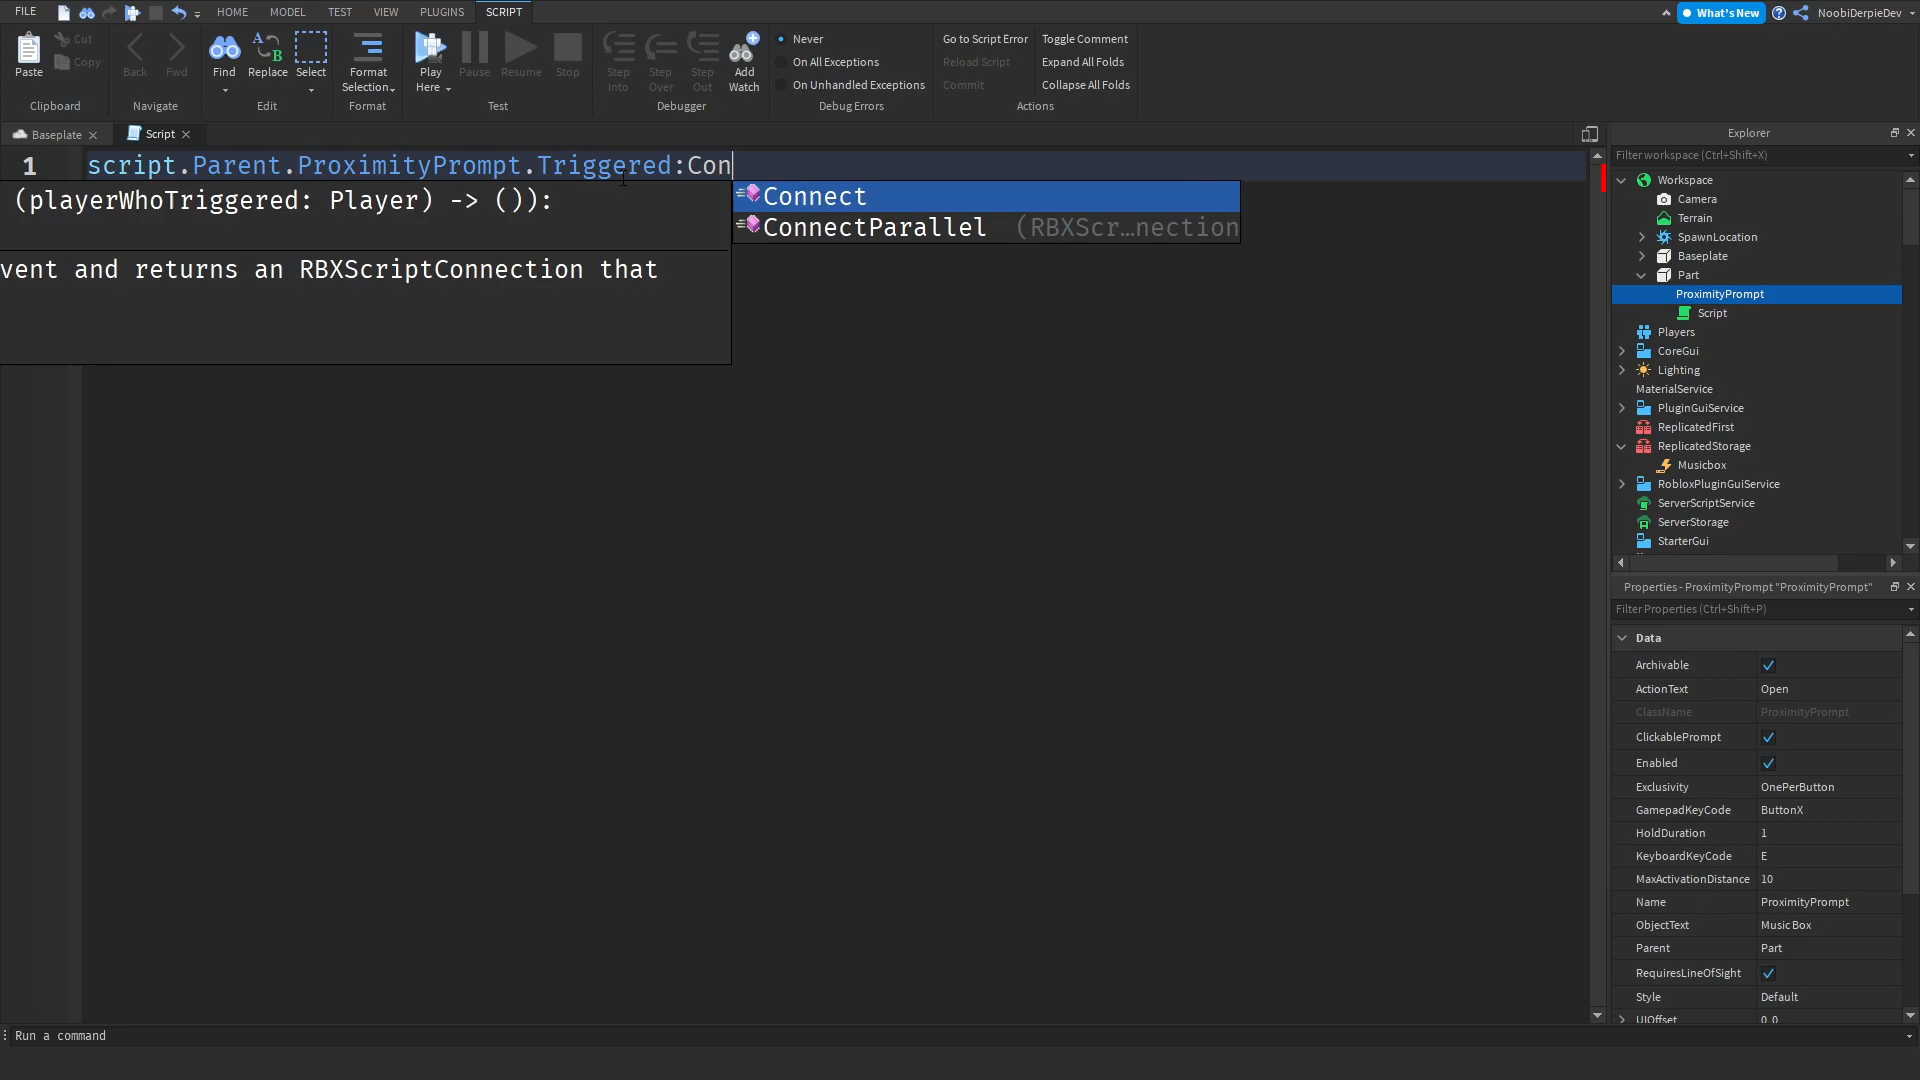 FILE
HOME
MODEL
TEST
VIEW
PLUGINS
SCRIPT
What's New
NoobiDerpieDev
Paste
Cut
Copy
Clipboard
Back
Fwd
Navigate
Find
Replace
Select
Edit
Format
Selection
Format
Play
Here
Pause
Resume
Stop
Test
Step
Into
Step
Over
Step
Out
Add
Watch
Debugger
Never
On All Exceptions
On Unhandled Exceptions
Debug Errors
Go to Script Error
Reload Script
Commit
Toggle Comment
Expand All Folds
Collapse All Folds
Actions
Baseplate
Script
1 script.Parent.ProximityPrompt.Triggered:Con
(playerWhoTriggered: Player) -> ()):
vent and returns an RBXScriptConnection that
Connect
ConnectParallel (RBXScr…nection
Explorer
Filter workspace (Ctrl+Shift+X)
Workspace
Camera
Terrain
SpawnLocation
Baseplate
Part
ProximityPrompt
Script
Players
CoreGui
Lighting
MaterialService
PluginGuiService
ReplicatedFirst
ReplicatedStorage
Musicbox
RobloxPluginGuiService
ServerScriptService
ServerStorage
StarterGui
Properties - ProximityPrompt "ProximityPrompt"
Filter Properties (Ctrl+Shift+P)
Data
Archivable
ActionText Open
ClassName ProximityPrompt
ClickablePrompt
Enabled
Exclusivity OnePerButton
GamepadKeyCode ButtonX
HoldDuration 1
KeyboardKeyCode E
MaxActivationDistance 10
Name ProximityPrompt
ObjectText Music Box
Parent Part
RequiresLineOfSight
Style Default
UIOffset 0, 0
Run a command